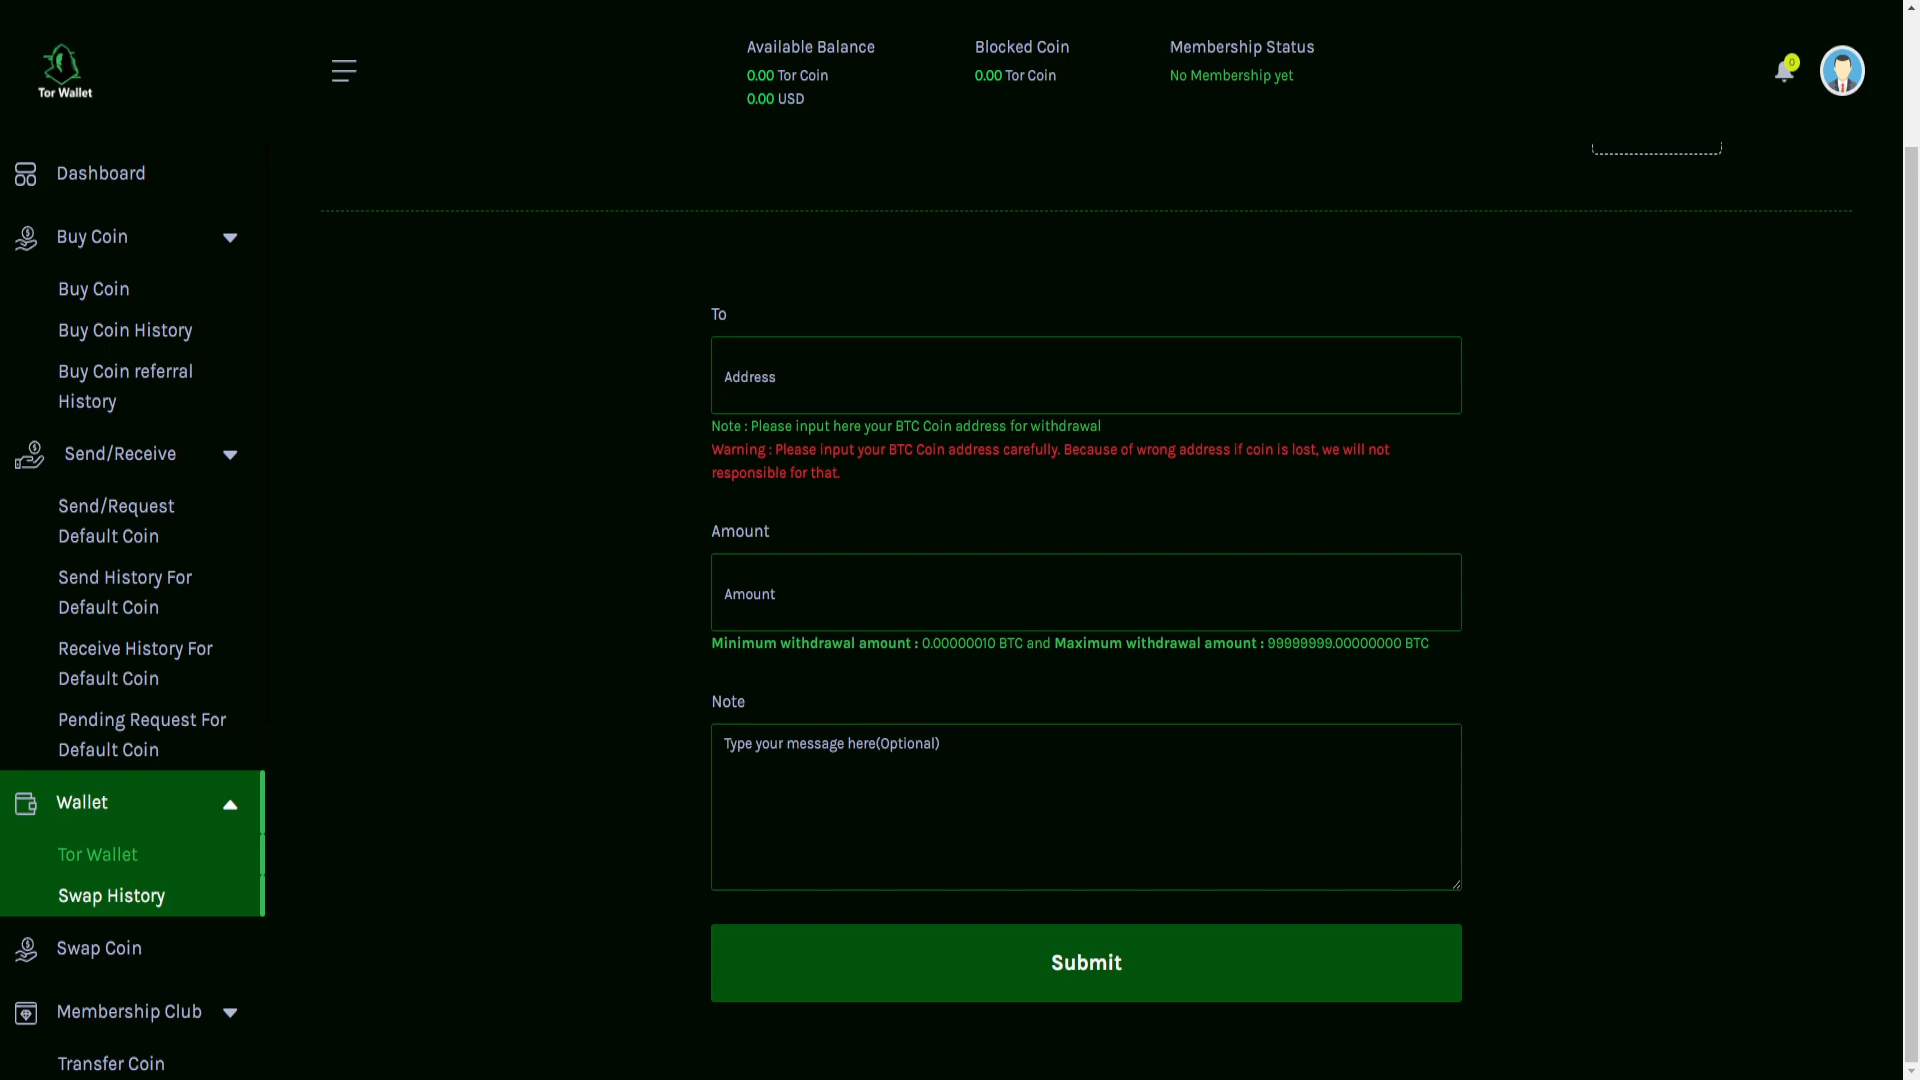 Tor Wallet
Available Balance
0.00 Tor Coin
0.00 USD
Blocked Coin
0.00 Tor Coin
Membership Status
No Membership yet
0
Dashboard
Buy Coin
Buy Coin
Buy Coin History
Buy Coin referral
History
Send/Receive
Send/Request
Default Coin
Send History For
Default Coin
Receive History For
Default Coin
Pending Request For
Default Coin
Wallet
Tor Wallet
Swap History
Swap Coin
Membership Club
Transfer Coin
To
Address
Note : Please input here your BTC Coin address for withdrawal
Warning : Please input your BTC Coin address carefully. Because of wrong address if coin is lost, we will not
responsible for that.
Amount
Amount
Minimum withdrawal amount : 0.00000010 BTC and Maximum withdrawal amount : 99999999.00000000 BTC
Note
Type your message here(Optional)
Submit